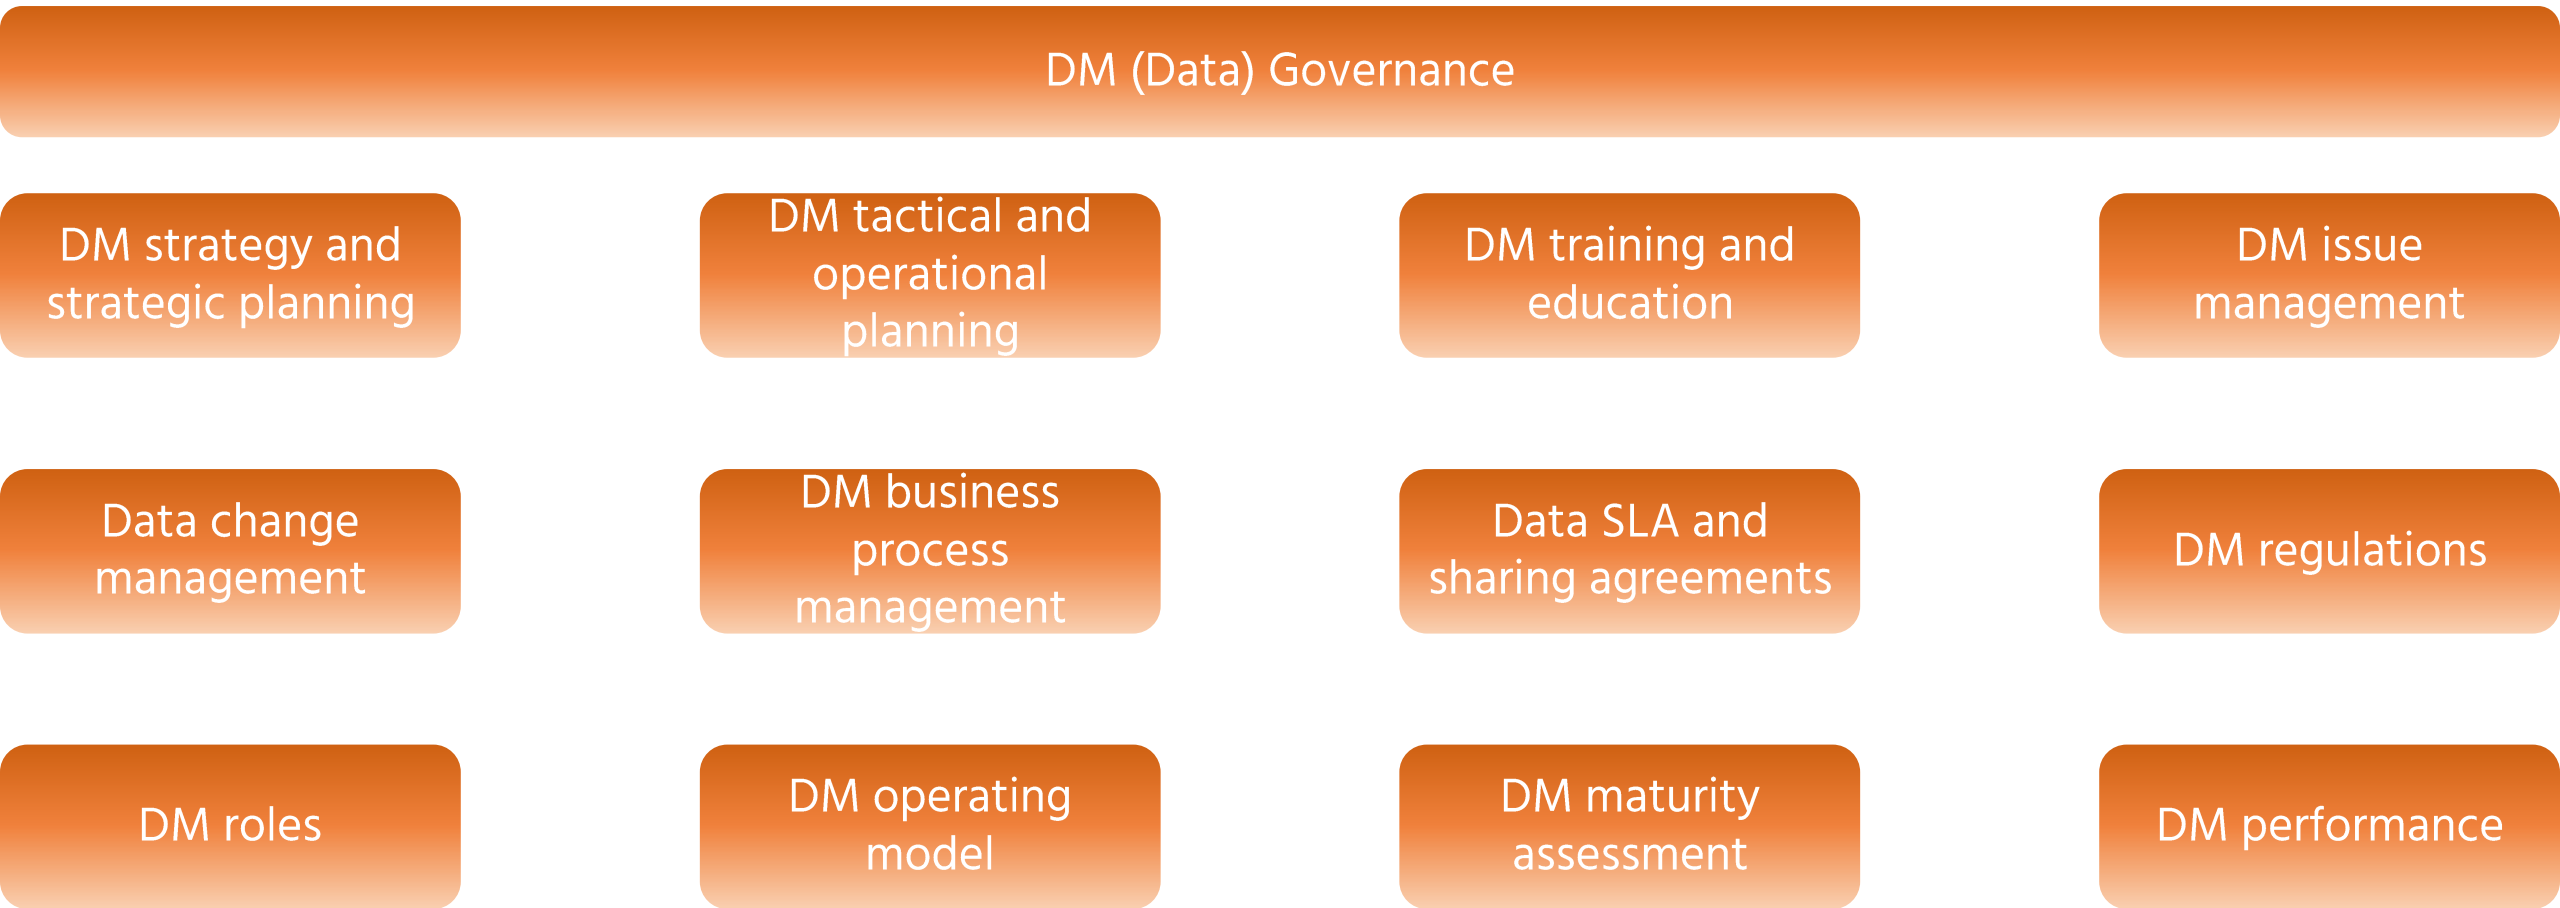 DM (Data) Governance
DM strategy and
strategic planning
DM tactical and
operational
planning
DM training and
education
DM issue
management
Data change
management
DM business
process
management
Data SLA and
sharing agreements
DM regulations
DM roles
DM operating
model
DM maturity
assessment
DM performance